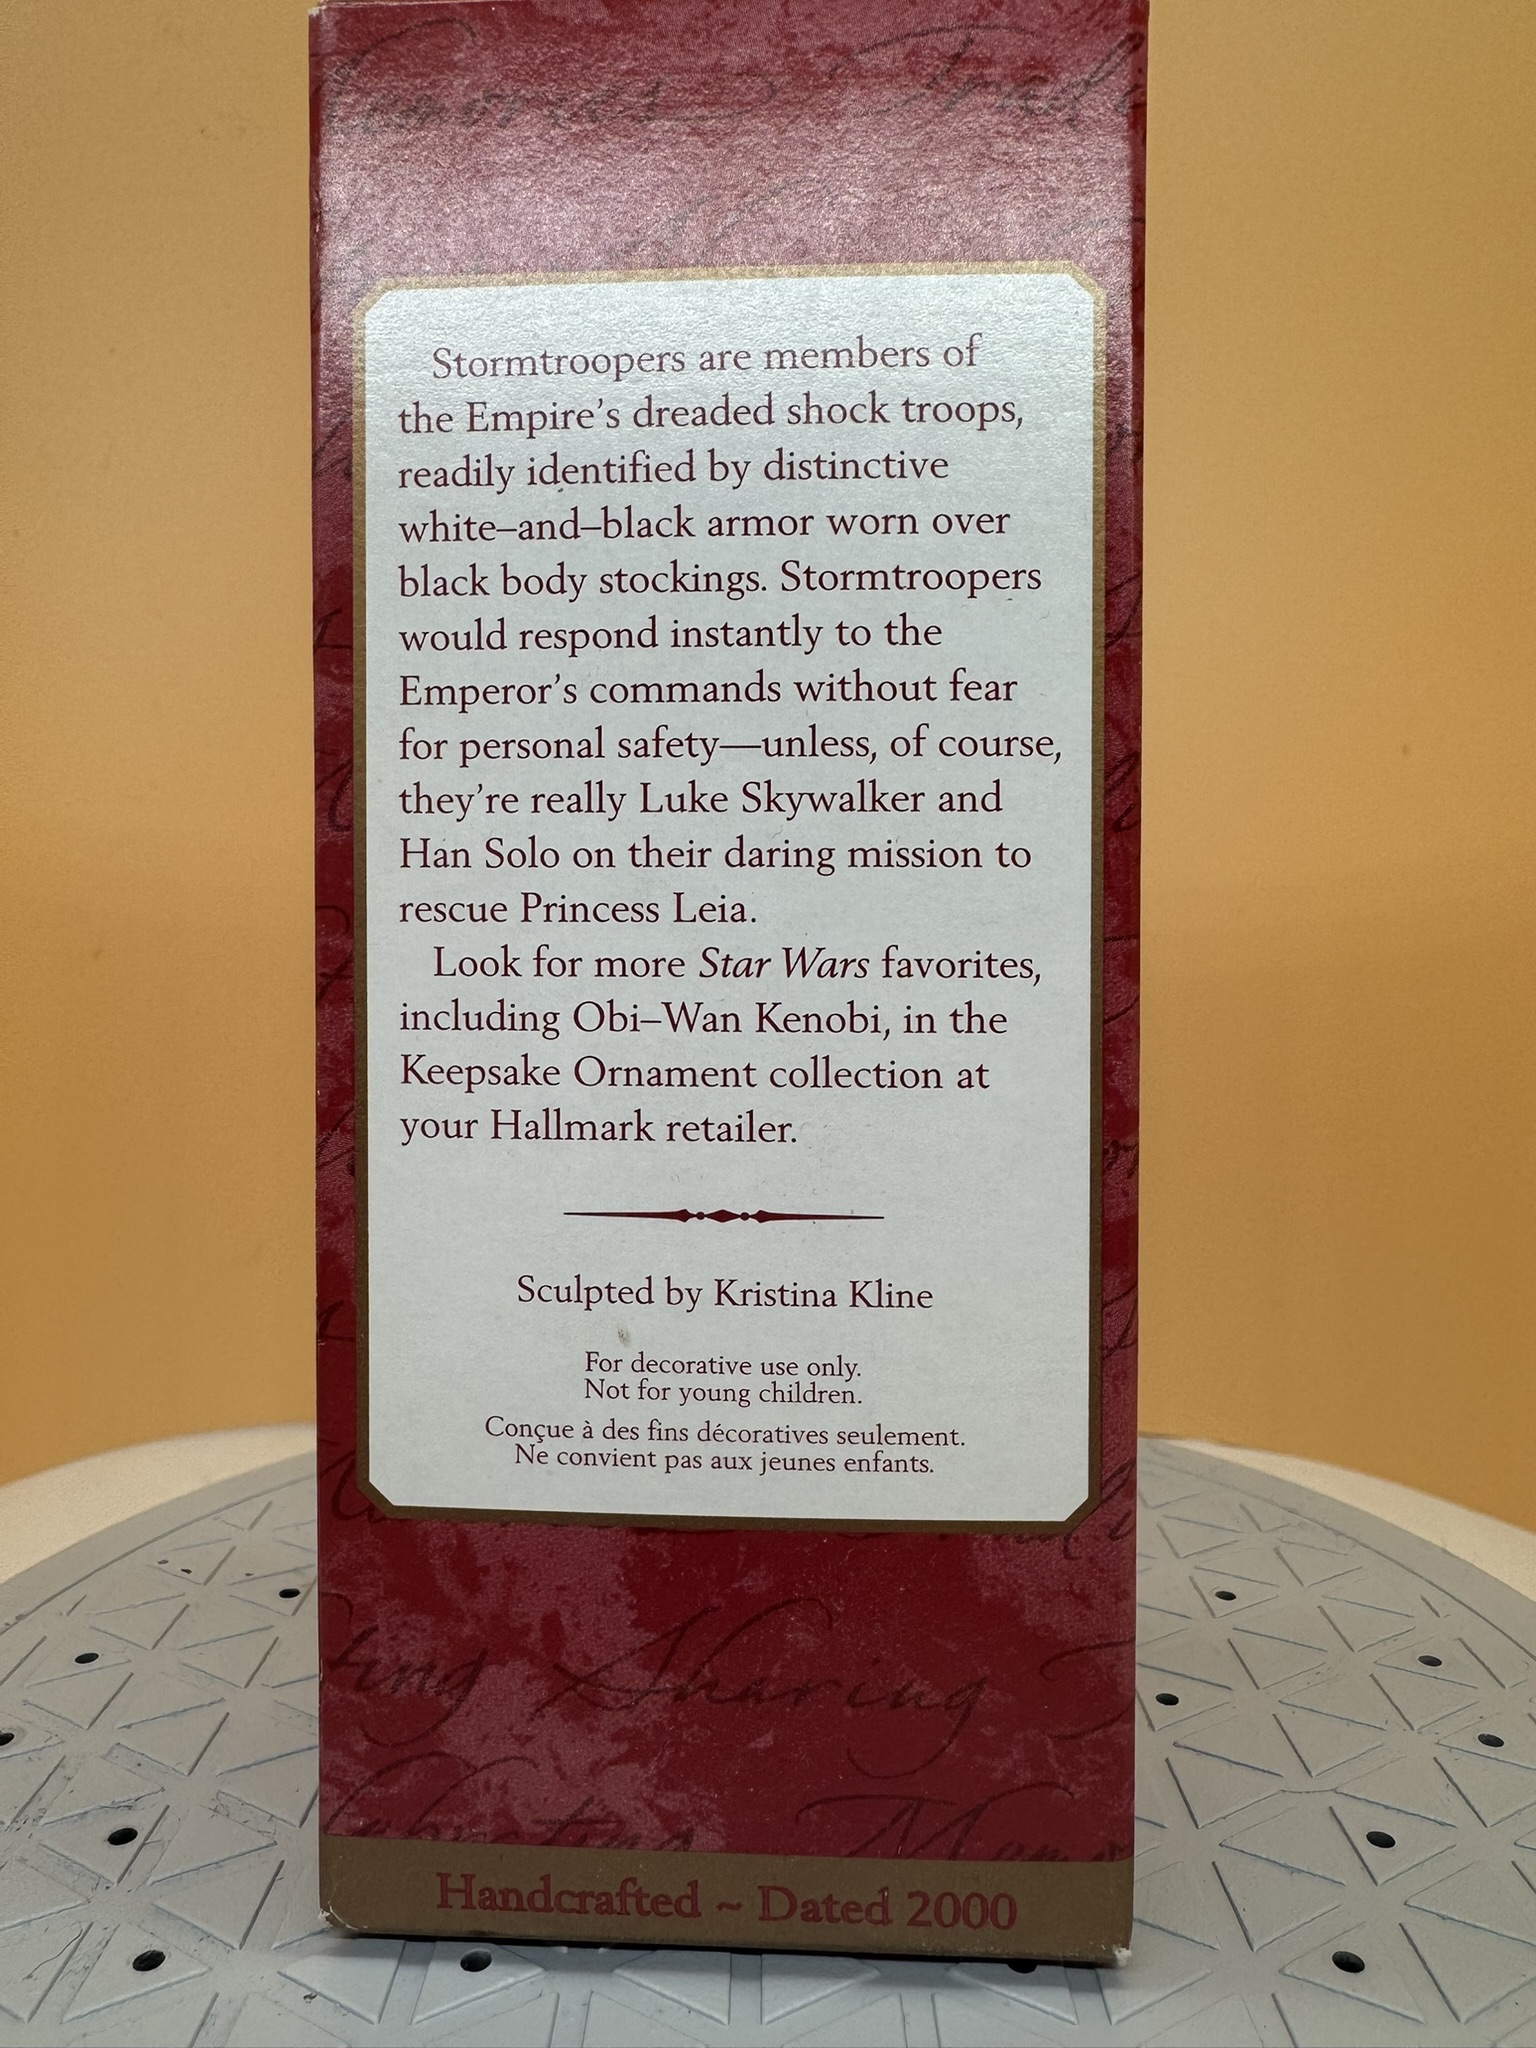 Memories Tradi
Stormtroopers are members of
the Empire’s dreaded shock troops,
readily identified by distinctive
white–and–black armor worn over
black body stockings. Stormtroopers
would respond instantly to the
Emperor’s commands without fear
for personal safety—unless, of course,
they’re really Luke Skywalker and
Han Solo on their daring mission to
rescue Princess Leia.
Look for more Star Wars favorites,
including Obi–Wan Kenobi, in the
Keepsake Ornament collection at
your Hallmark retailer.
Sculpted by Kristina Kline
For decorative use only.
Not for young children.
Conçue à des fins décoratives seulement.
Ne convient pas aux jeunes enfants.
ring Sharing
Handcrafted ~ Dated 2000